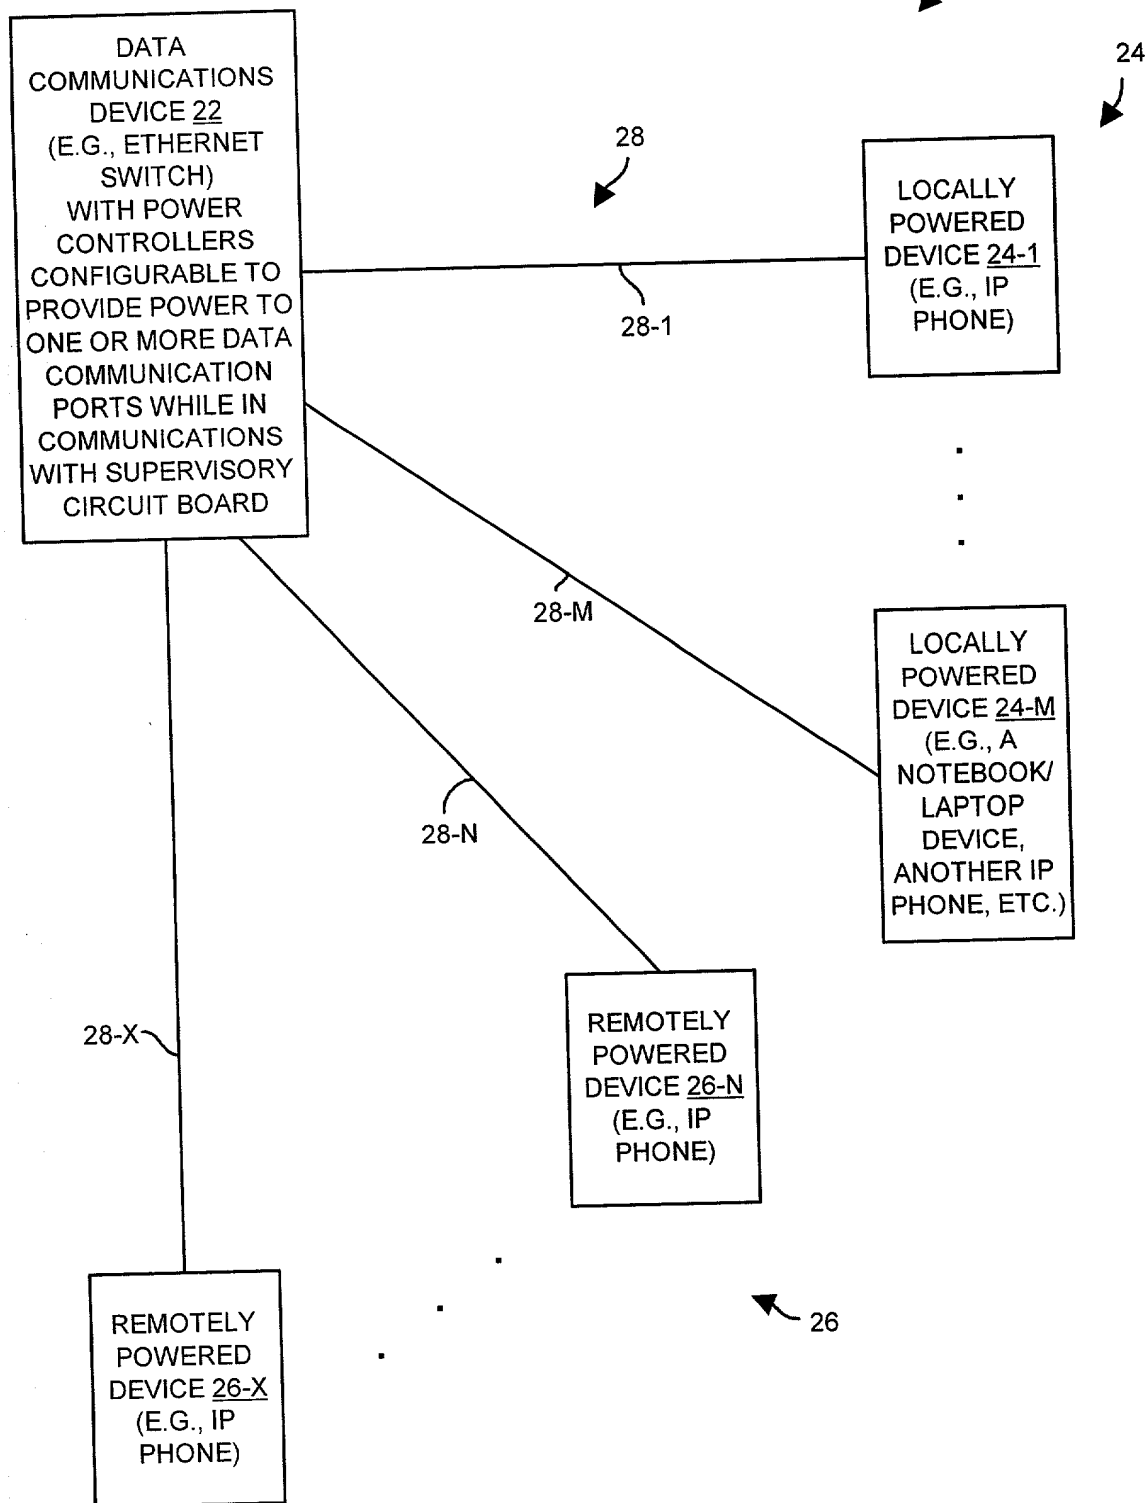 DATA
COMMUNICATIONS
DEVICE 22
(E.G., ETHERNET
SWITCH)
WITH POWER
CONTROLLERS
CONFIGURABLE TO
PROVIDE POWER TO
ONE OR MORE DATA
COMMUNICATION
PORTS WHILE IN
COMMUNICATIONS
WITH SUPERVISORY
CIRCUIT BOARD
24
28
LOCALLY
POWERED
DEVICE 24-1
(E.G., IP
PHONE)
28-1
28-M
LOCALLY
POWERED
DEVICE 24-M
(E.G., A
NOTEBOOK/
LAPTOP
DEVICE,
ANOTHER IP
PHONE, ETC.)
28-N
28-X
REMOTELY
POWERED
DEVICE 26-N
(E.G., IP
PHONE)
26
REMOTELY
POWERED
DEVICE 26-X
(E.G., IP
PHONE)